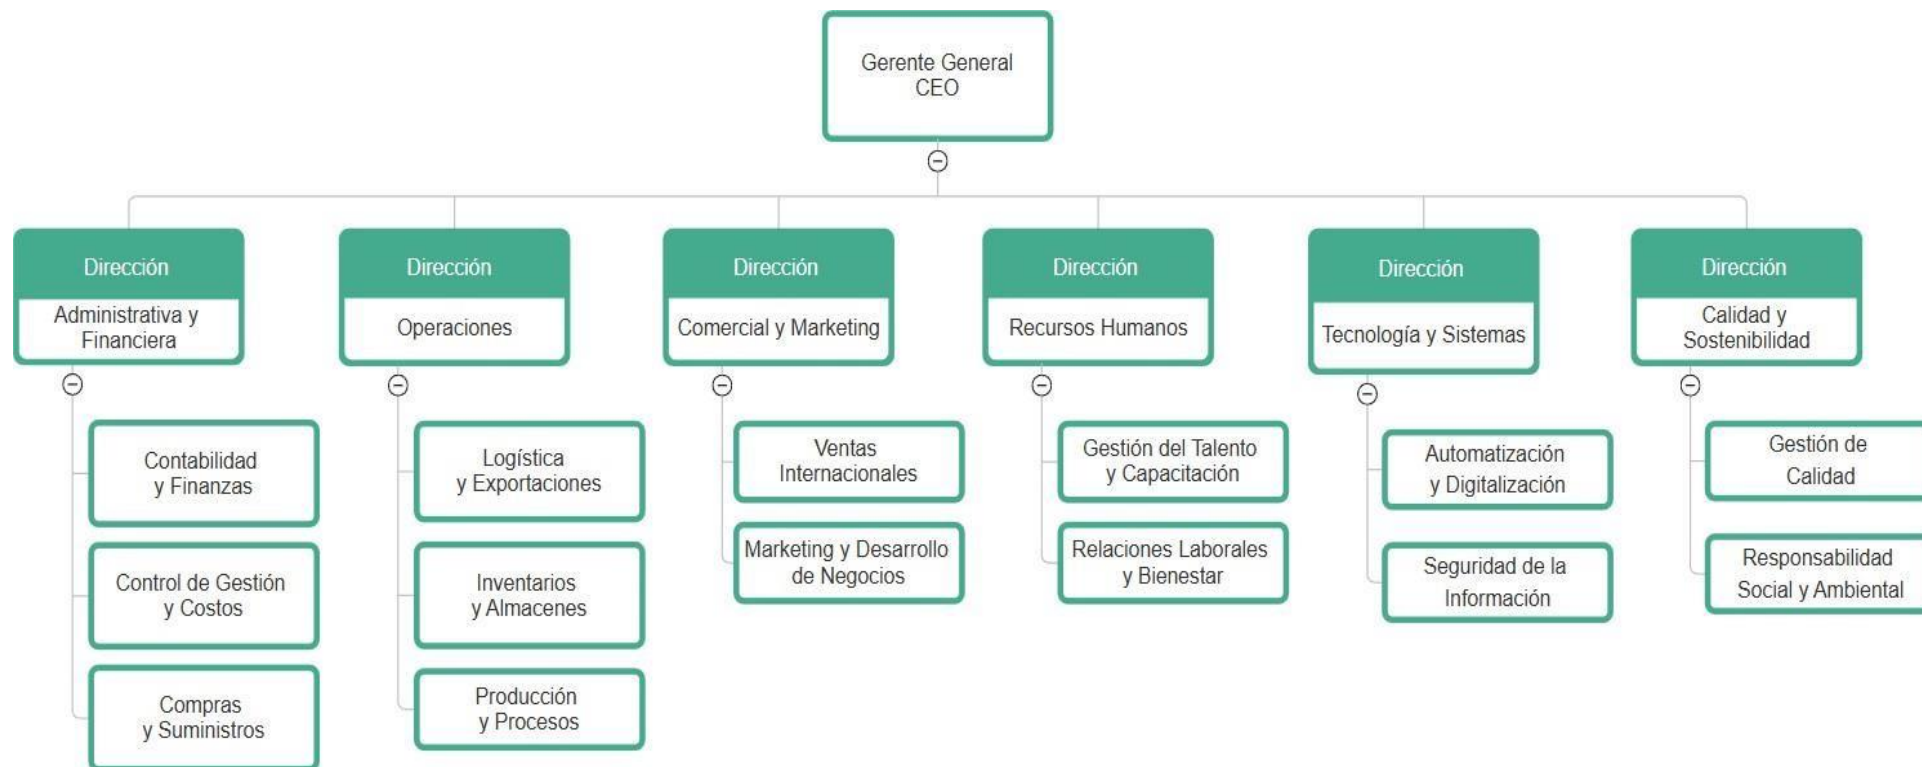 Gerente General
CEO
Dirección
Administrativa y
Financiera
Contabilidad
y Finanzas
Control de Gestión
y Costos
Compras
y Suministros
Dirección
Operaciones
Logística
y Exportaciones
Inventarios
y Almacenes
Producción
y Procesos
Dirección
Comercial y Marketing
Ventas
Internacionales
Marketing y Desarrollo
de Negocios
Dirección
Recursos Humanos
Gestión del Talento
y Capacitación
Relaciones Laborales
y Bienestar
Dirección
Tecnología y Sistemas
Automatización
y Digitalización
Seguridad de la
Información
Dirección
Calidad y
Sostenibilidad
Gestión de
Calidad
Responsabilidad
Social y Ambiental